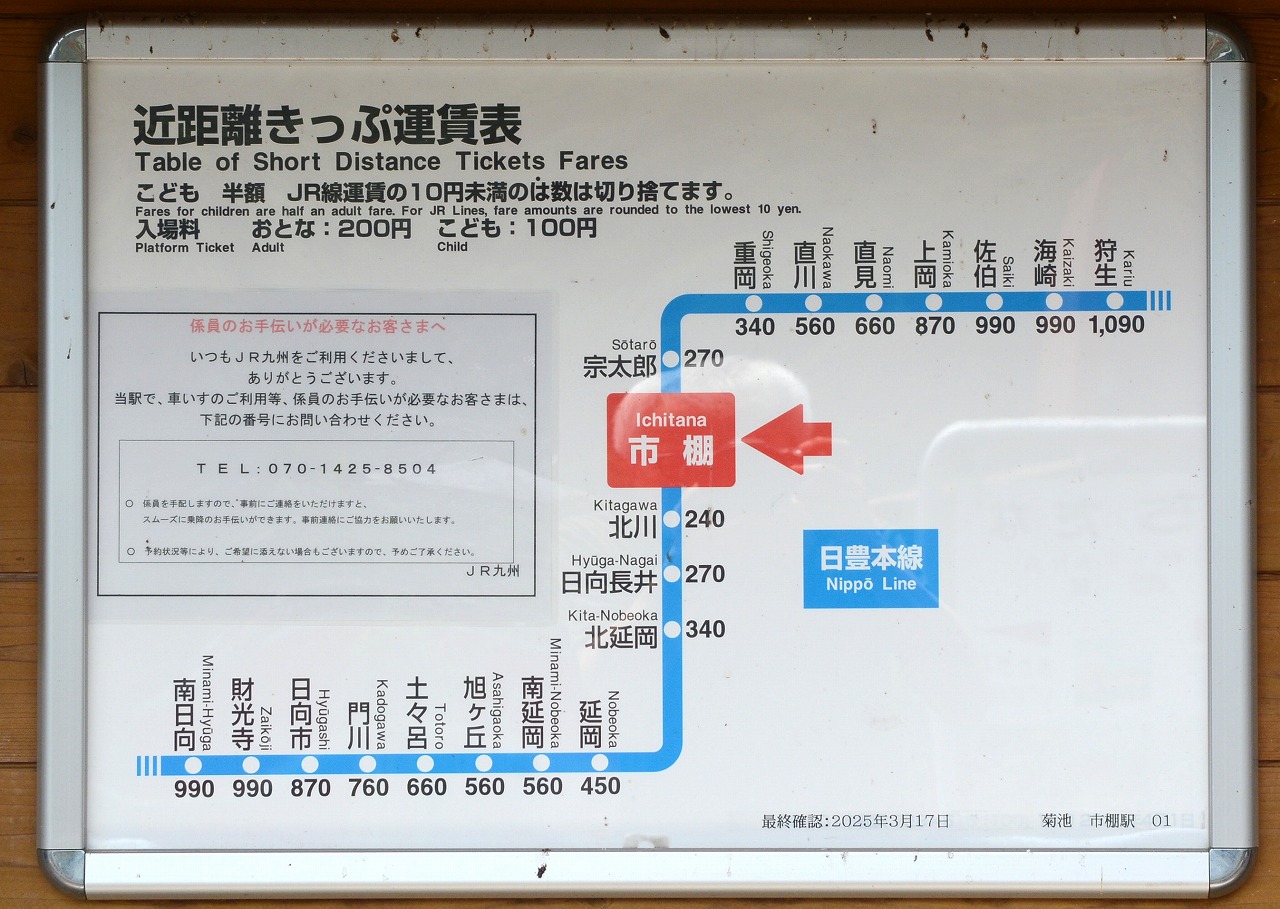 近距離きっぷ運賃表
Table of Short Distance Tickets Fares
こども 半額 JR線運賃の10円未満のは数は切り捨てます。
Fares for children are half an adult fare. For JR Lines, fare amounts are rounded to the lowest 10 yen.
入場料 おとな：200円 こども：100円
Platform Ticket Adult Child
係員のお手伝いが必要なお客さまへ
いつもＪＲ九州をご利用くださいまして、
ありがとうございます。
当駅で、車いすのご利用等、係員のお手伝いが必要なお客さまは、
下記の番号にお問い合わせください。
ＴＥＬ：070-1425-8504
○ 係員を手配しますので、事前にご連絡をいただけますと、
スムーズに乗降のお手伝いができます。事前連絡にご協力をお願いいたします。
○ 予約状況等により、ご希望に添えない場合もございますので、予めご了承ください。
ＪＲ九州
重岡 Shigeoka 340
直川 Naokawa 560
直見 Naomi 660
上岡 Kamioka 870
佐伯 Saiki 990
海崎 Kaizaki 990
狩生 Kariu 1,090
Sōtarō
宗太郎 270
Ichitana
市棚
Kitagawa
北川 240
Hyūga-Nagai
日向長井 270
Kita-Nobeoka
北延岡 340
日豊本線
Nippō Line
南日向 Minami-Hyūga 990
財光寺 Zaikōji 990
日向市 Hyūgashi 870
門川 Kadogawa 760
土々呂 Totoro 660
旭ヶ丘 Asahigaoka 560
南延岡 Minami-Nobeoka 560
延岡 Nobeoka 450
最終確認：2025年3月17日 菊池 市棚駅 01